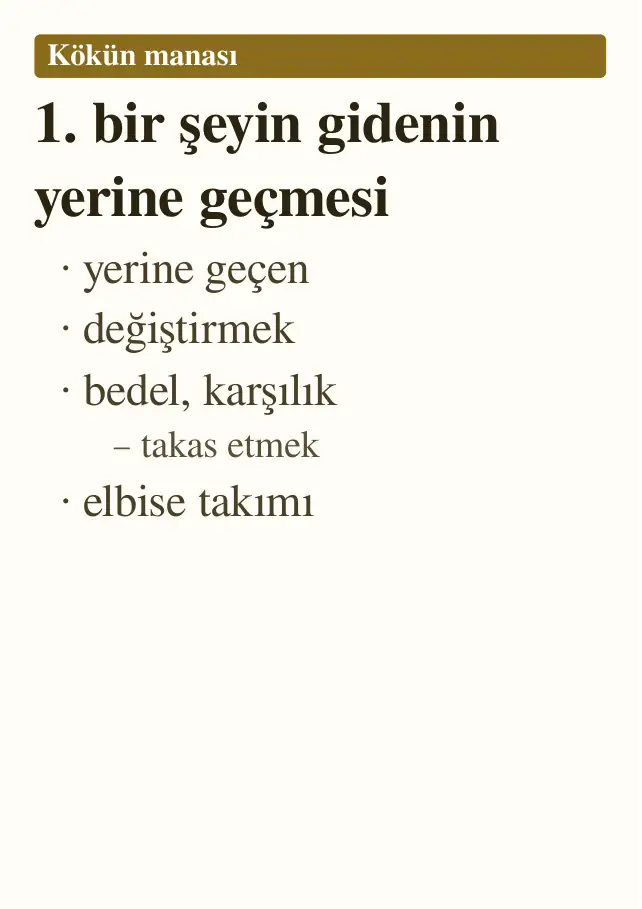 Kökün manası
1. bir şeyin gidenin
yerine geçmesi
· yerine geçen
· değiştirmek
· bedel, karşılık
– takas etmek
· elbise takımı